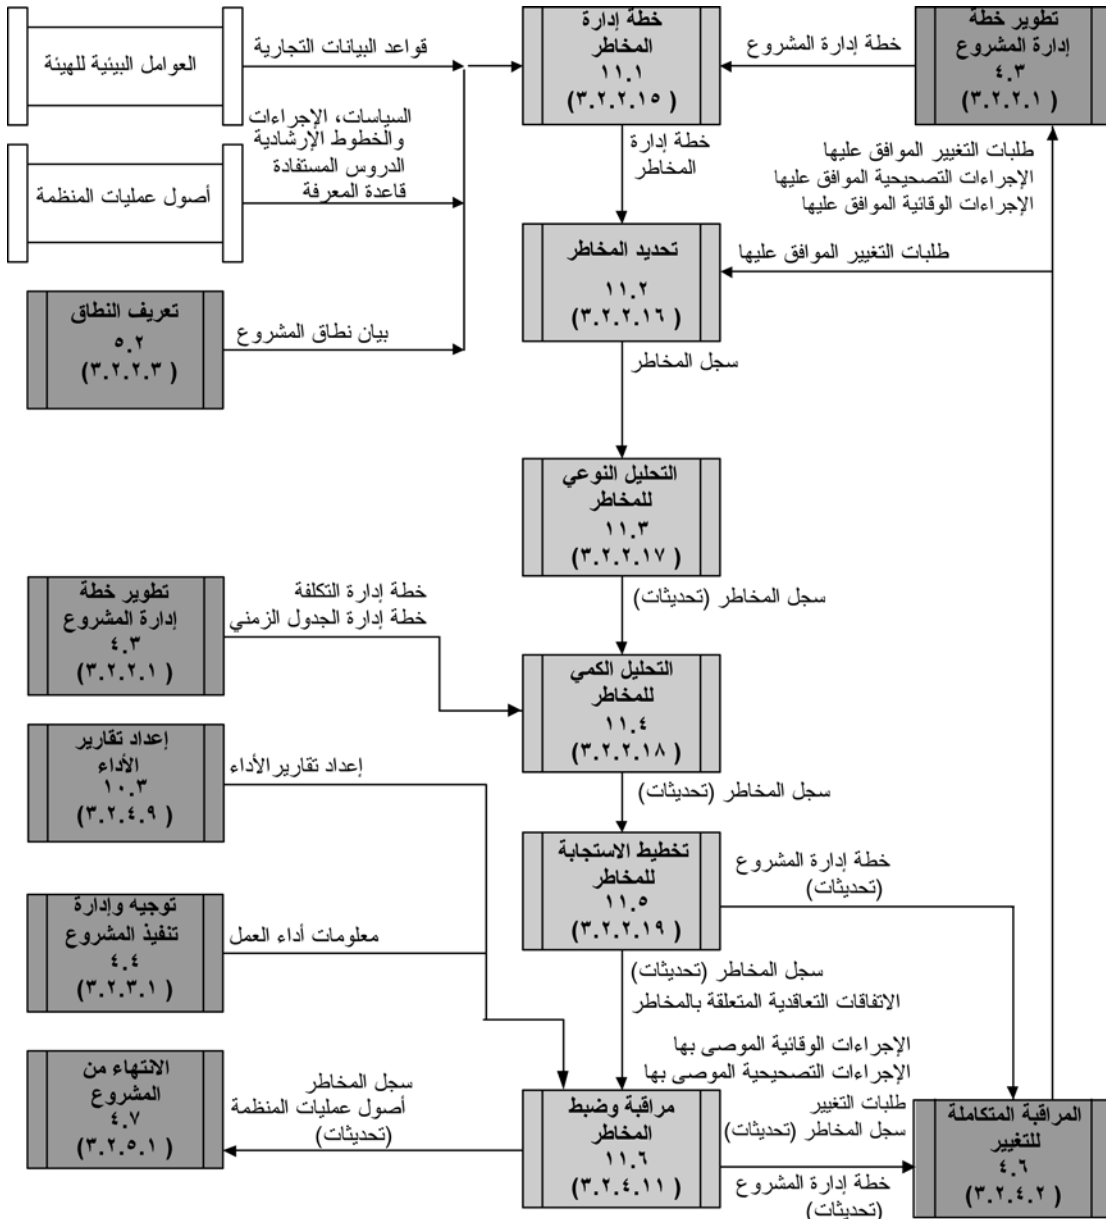 خطة إدارة
المخاطر
١١.١
(٣.٢.٢.١٥ )
تطوير خطة
إدارة المشروع
٤.٣
(٣.٢.٢.١ )
خطة إدارة المشروع
العوامل البيئية للهيئة
قواعد البيانات التجارية
أصول عمليات المنظمة
السياسات، الإجراءات
والخطوط الإرشادية
الدروس المستفادة
قاعدة المعرفة
خطة إدارة
المخاطر
طلبات التغيير الموافق عليها
الإجراءات التصحيحية الموافق عليها
الإجراءات الوقائية الموافق عليها
تحديد المخاطر
١١.٢
(٣.٢.٢.١٦ )
طلبات التغيير الموافق عليها
تعريف النطاق
٥.٢
(٣.٢.٢.٣ )
بيان نطاق المشروع
سجل المخاطر
التحليل النوعي
للمخاطر
١١.٣
(٣.٢.٢.١٧ )
سجل المخاطر (تحديثات)
تطوير خطة
إدارة المشروع
٤.٣
(٣.٢.٢.١ )
خطة إدارة التكلفة
خطة إدارة الجدول الزمني
التحليل الكمي
للمخاطر
١١.٤
(٣.٢.٢.١٨ )
سجل المخاطر (تحديثات)
إعداد تقارير
الأداء
١٠.٣
(٣.٢.٤.٩ )
إعداد تقارير الأداء
تخطيط الاستجابة
للمخاطر
١١.٥
(٣.٢.٢.١٩ )
خطة إدارة المشروع
(تحديثات)
توجيه وإدارة
تنفيذ المشروع
٤.٤
(٣.٢.٣.١ )
معلومات أداء العمل
سجل المخاطر (تحديثات)
الاتفاقات التعاقدية المتعلقة بالمخاطر
الإجراءات الوقائية الموصى بها
الإجراءات التصحيحية الموصى بها
طلبات التغيير
سجل المخاطر (تحديثات)
خطة إدارة المشروع
(تحديثات)
مراقبة وضبط
المخاطر
١١.٦
(٣.٢.٤.١١ )
المراقبة المتكاملة
للتغيير
٤.٦
(٣.٢.٤.٢ )
سجل المخاطر
أصول عمليات المنظمة
(تحديثات)
الانتهاء من
المشروع
٤.٧
(٣.٢.٥.١ )